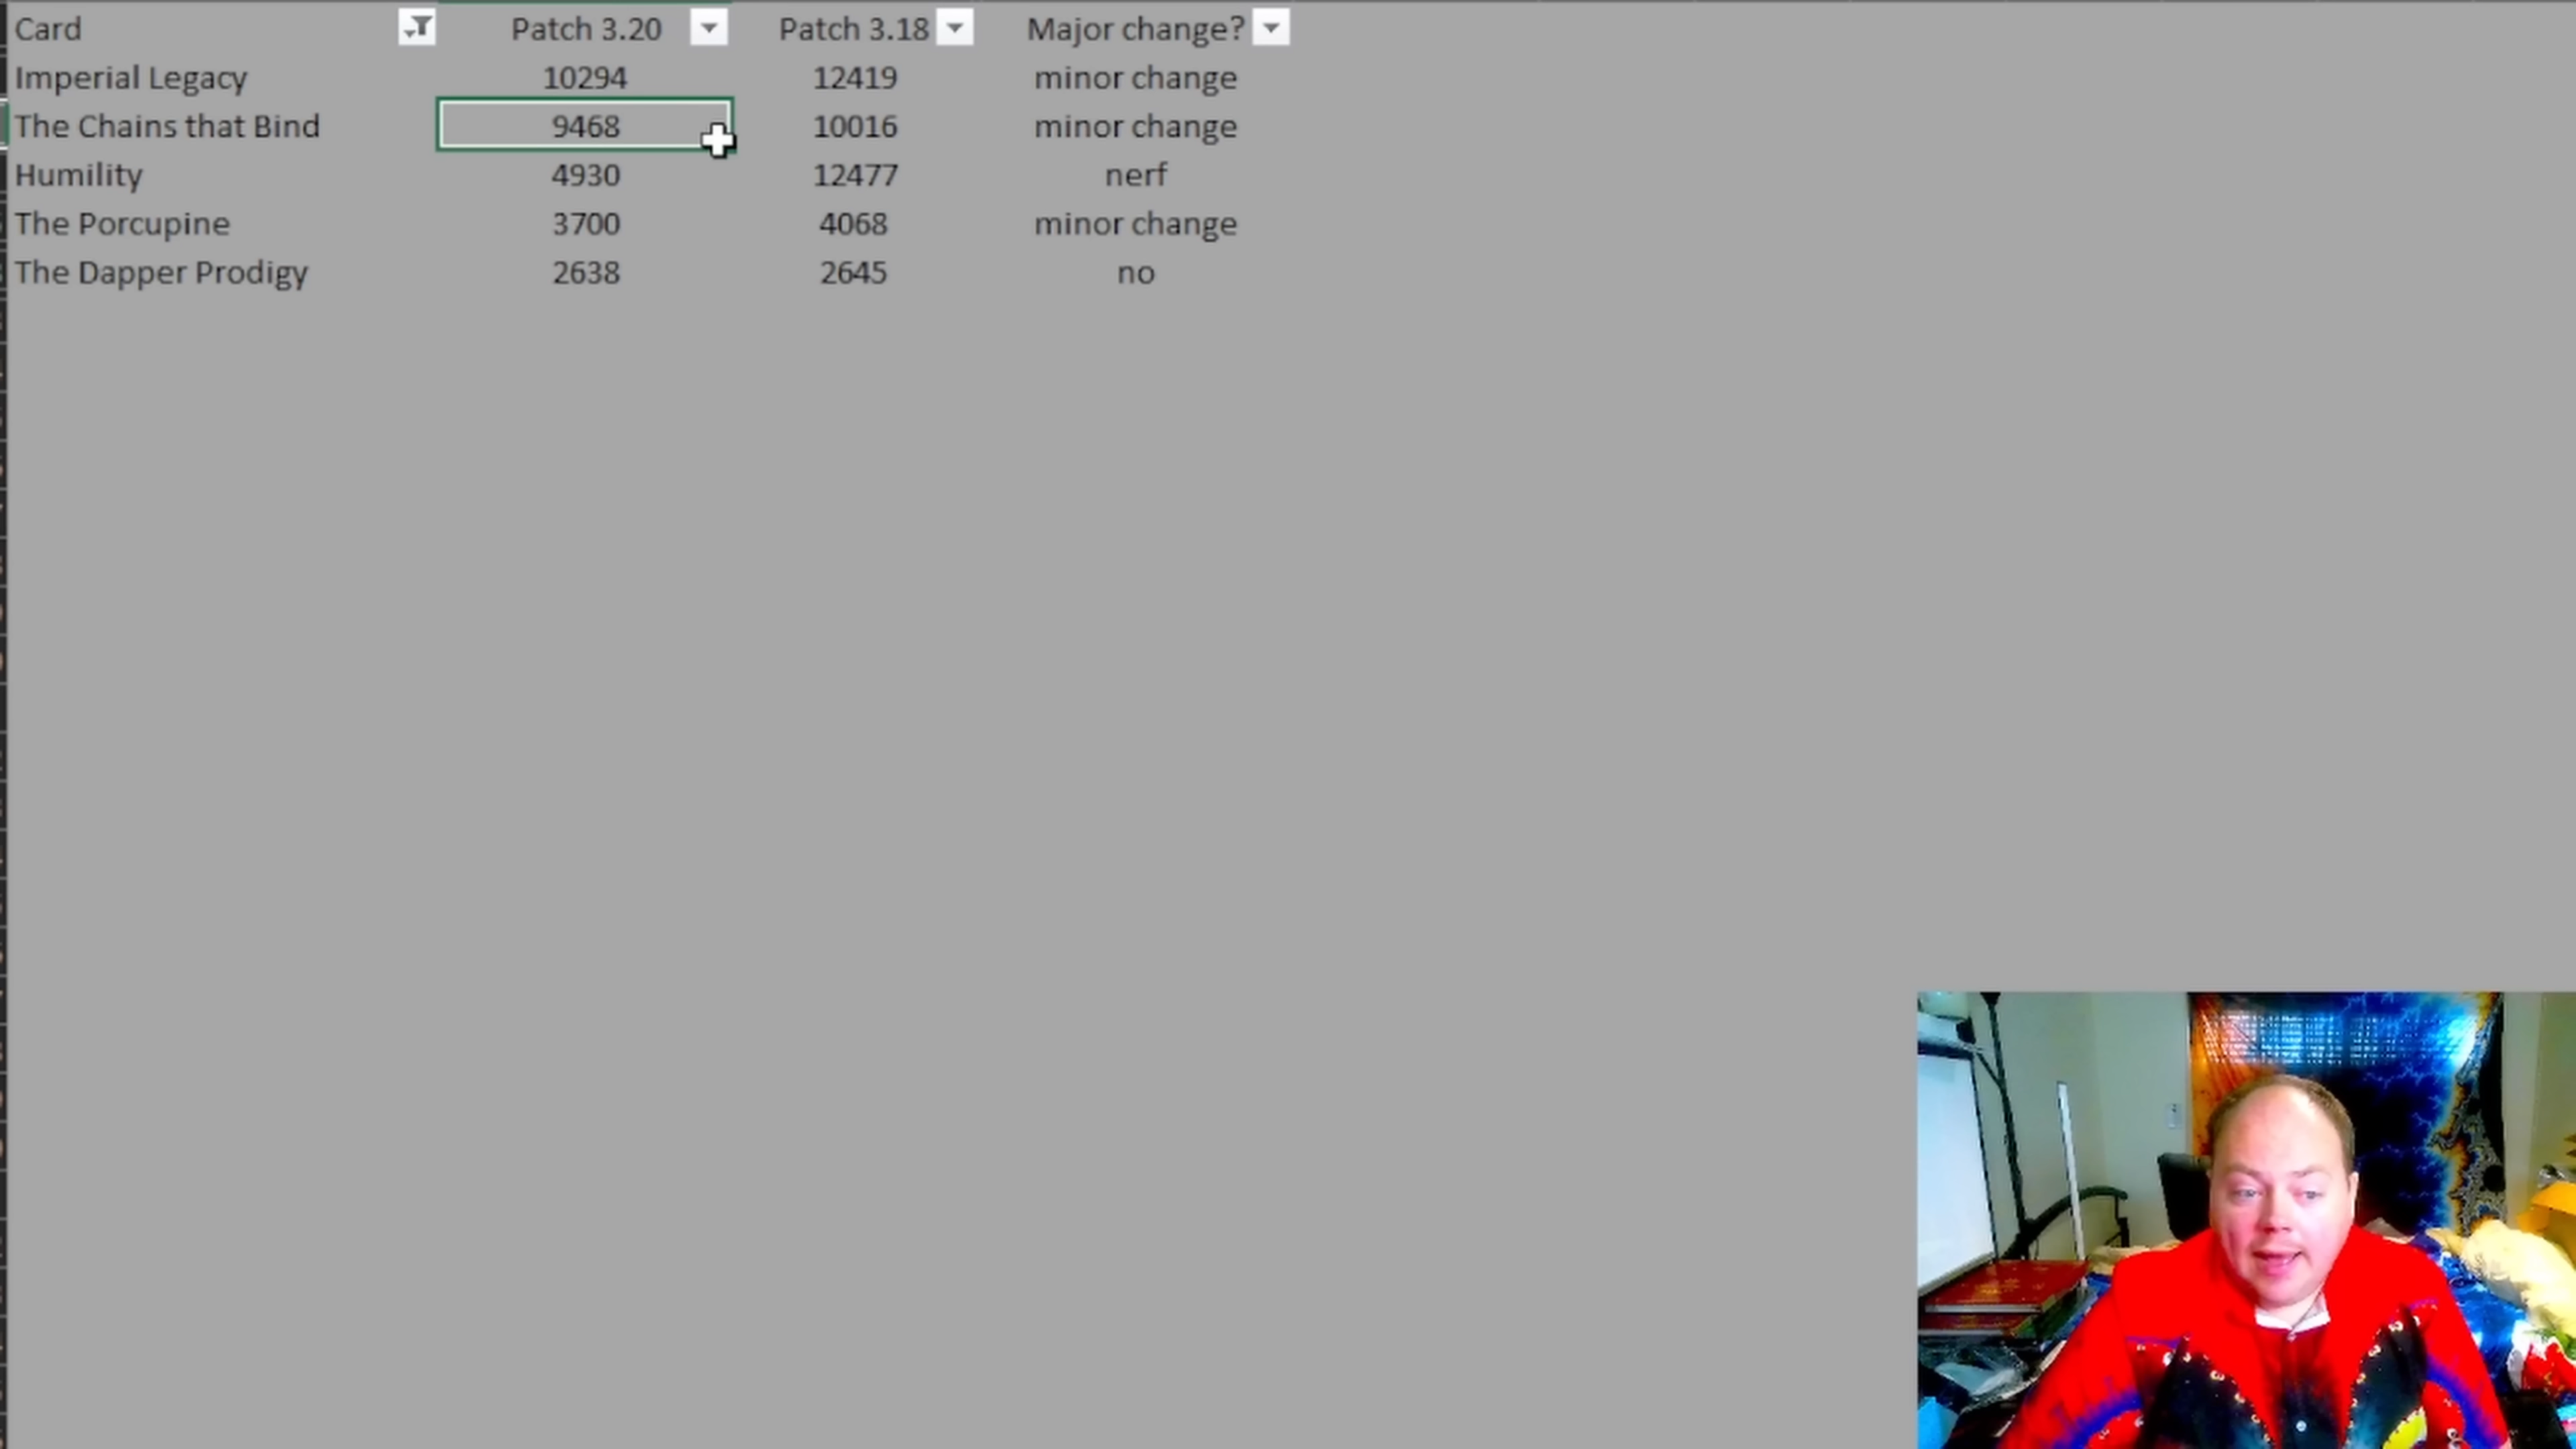 Card Patch 3.20 Patch 3.18 Major change?
Imperial Legacy 10294 12419 minor change
The Chains that Bind 9468 10016 minor change
Humility 4930 12477 nerf
The Porcupine 3700 4068 minor change
The Dapper Prodigy 2638 2645 no